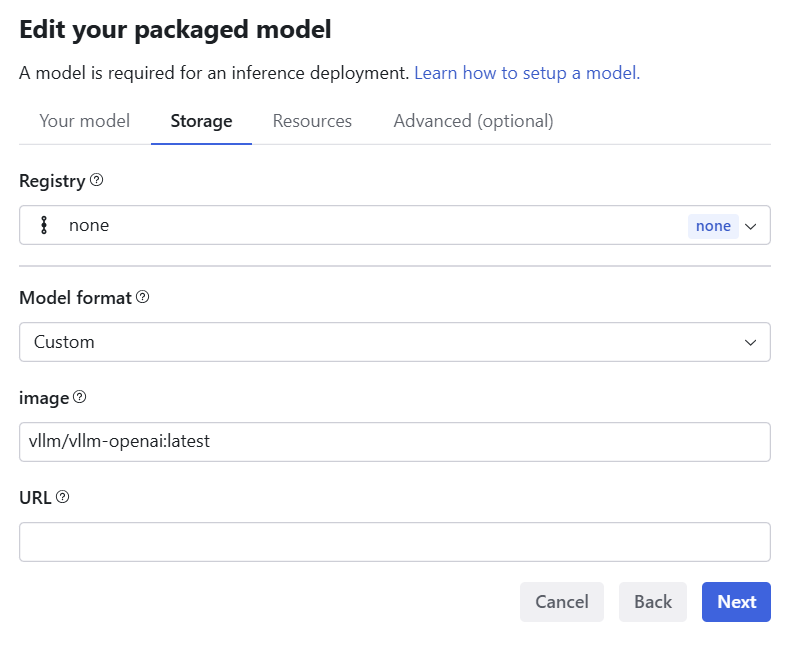 Edit your packaged model
A model is required for an inference deployment. Learn how to setup a model.
Your model Storage Resources Advanced (optional)
Registry ?
none none
Model format ?
Custom
image ?
vllm/vllm-openai:latest
URL ?
Cancel Back Next